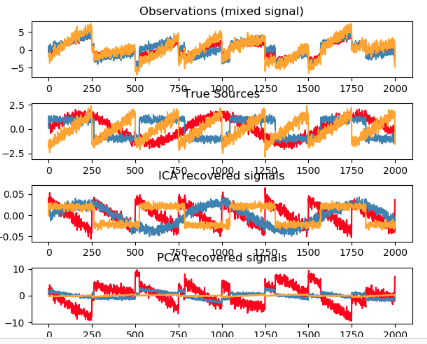 Observations (mixed signal)
5
0
−5
0 250 500 750 1000 1250 1500 1750 2000
True Sources
2.5
0.0
−2.5
0 250 500 750 1000 1250 1500 1750 2000
ICA recovered signals
0.05
0.00
−0.05
0 250 500 750 1000 1250 1500 1750 2000
PCA recovered signals
10
0
−10
0 250 500 750 1000 1250 1500 1750 2000